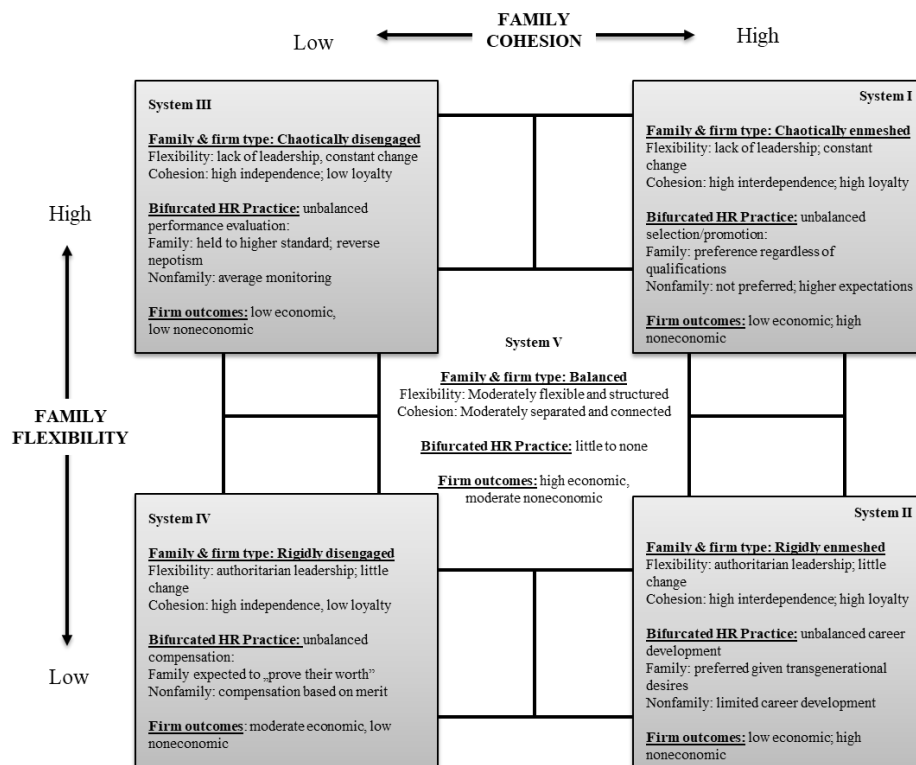 FAMILY
COHESION
Low
High
System III
Family & firm type: Chaotically disengaged
Flexibility: lack of leadership, constant change
Cohesion: high independence; low loyalty
Bifurcated HR Practice: unbalanced
performance evaluation:
Family: held to higher standard; reverse
nepotism
Nonfamily: average monitoring
Firm outcomes: low economic,
low noneconomic
System I
Family & firm type: Chaotically enmeshed
Flexibility: lack of leadership; constant
change
Cohesion: high interdependence; high loyalty
Bifurcated HR Practice: unbalanced
selection/promotion:
Family: preference regardless of
qualifications
Nonfamily: not preferred; higher expectations
Firm outcomes: low economic; high
noneconomic
High
FAMILY
FLEXIBILITY
Low
System V
Family & firm type: Balanced
Flexibility: Moderately flexible and structured
Cohesion: Moderately separated and connected
Bifurcated HR Practice: little to none
Firm outcomes: high economic,
moderate noneconomic
System IV
Family & firm type: Rigidly disengaged
Flexibility: authoritarian leadership; little
change
Cohesion: high independence, low loyalty
Bifurcated HR Practice: unbalanced
compensation:
Family expected to „prove their worth”
Nonfamily: compensation based on merit
Firm outcomes: moderate economic, low
noneconomic
System II
Family & firm type: Rigidly enmeshed
Flexibility: authoritarian leadership; little
change
Cohesion: high interdependence; high loyalty
Bifurcated HR Practice: unbalanced career
development
Family: preferred given transgenerational
desires
Nonfamily: limited career development
Firm outcomes: low economic; high
noneconomic